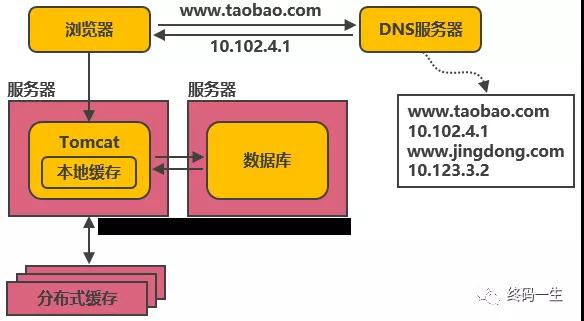 www.taobao.com
浏览器
DNS服务器
10.102.4.1
服务器
服务器
www.taobao.com
10.102.4.1
www.jingdong.com
10.123.3.2
Tomcat
本地缓存
数据库
分布式缓存
终码一生